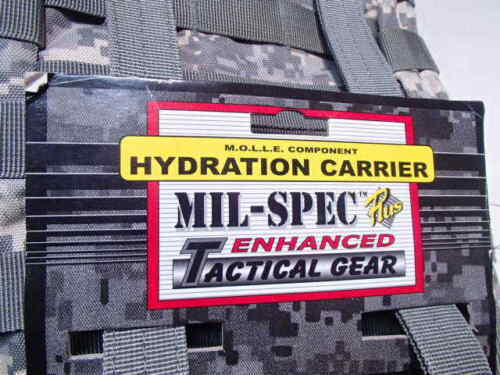 M.O.L.L.E. COMPONENT
HYDRATION CARRIER
MIL-SPEC™ Plus
ENHANCED
TACTICAL GEAR